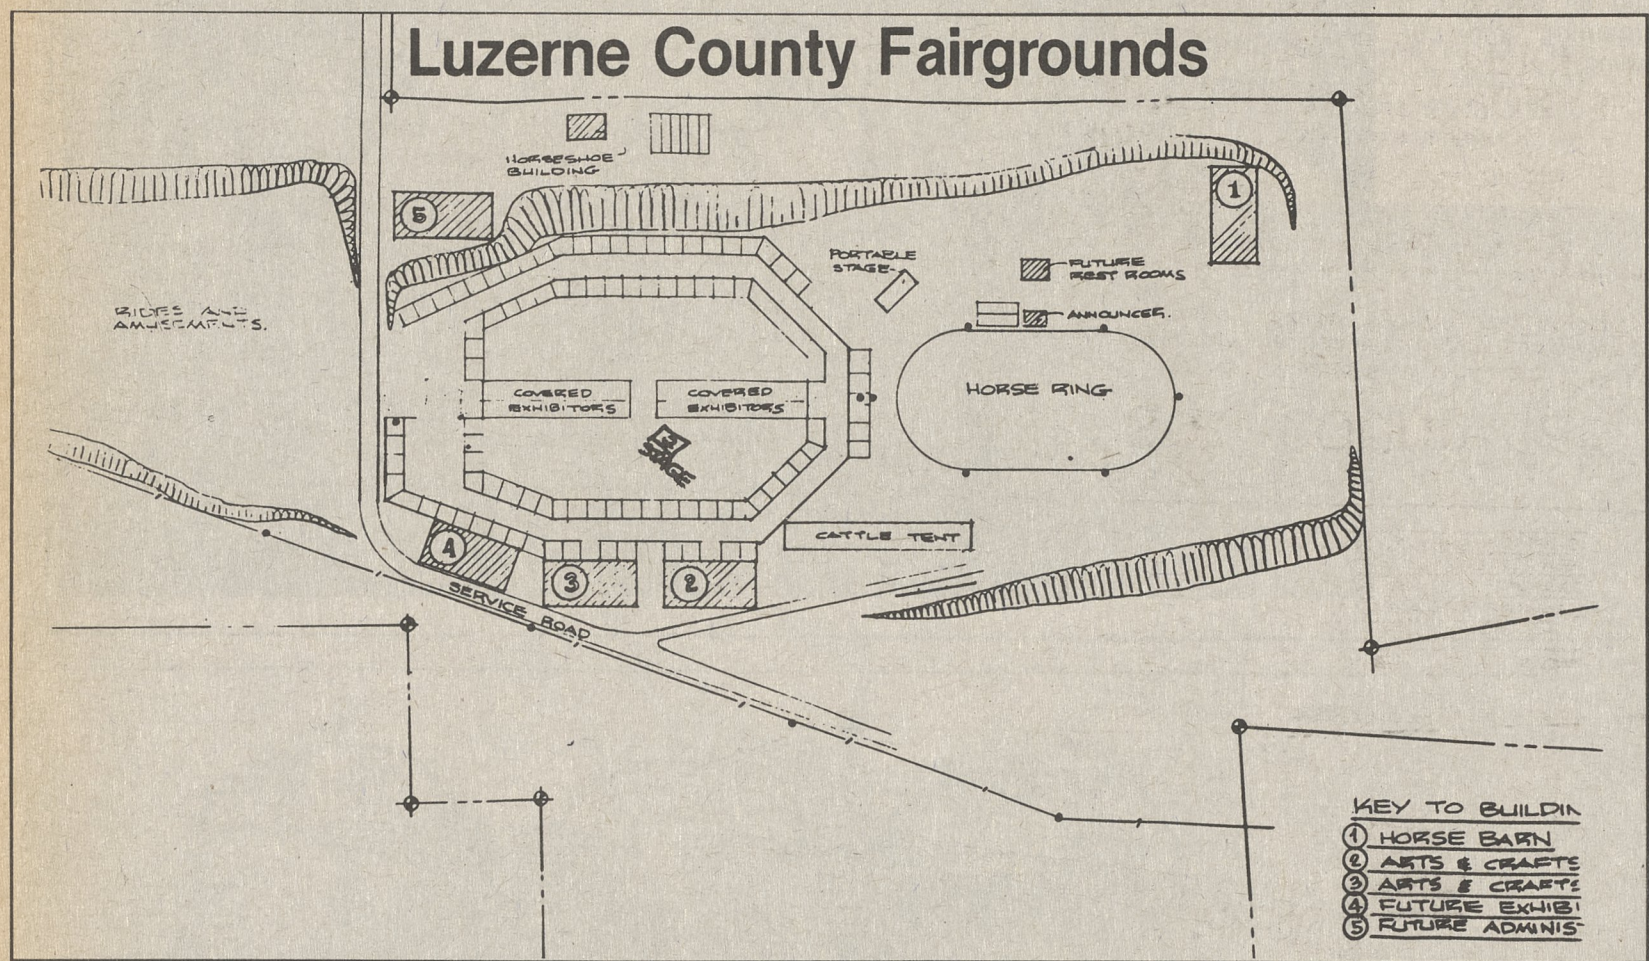 Luzerne County Fairgrounds
HORSESHOE
BUILDING
5
1
PORTABLE
STAGE
FUTURE
REST ROOMS
ANNOUNCER.
RIDES AND
AMUSEMENTS.
COVERED
EXHIBITORS
COVERED
EXHIBITORS
HORSE RING
STAGE
CATTLE TENT
4
3
2
SERVICE ROAD
KEY TO BUILDIN
1 HORSE BARN
2 ARTS & CRAFTS
3 ARTS & CRAFTS
4 FUTURE EXHIBI
5 FUTURE ADMINIS